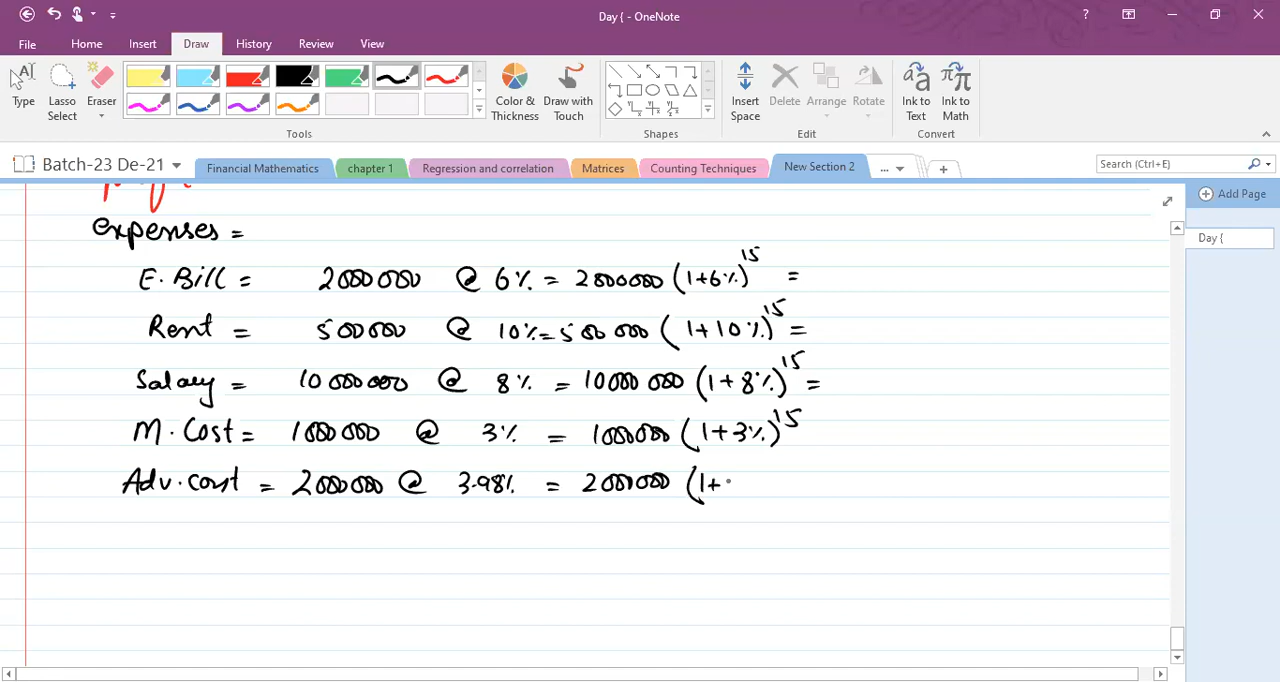 Day { - OneNote
?
File Home Insert Draw History Review View
Type
Lasso Select
Eraser
Color & Thickness
Draw with Touch
Insert Space
Delete
Arrange
Rotate
Ink to Text
Ink to Math
Tools
Shapes
Edit
Convert
Batch-23 De-21
Financial Mathematics
chapter 1
Regression and correlation
Matrices
Counting Techniques
New Section 2
...
Search (Ctrl+E)
Add Page
Day {
expenses =
E. Bill = 2000000 @ 6% = 2000000 (1+6%)^15 =
Rent = 500000 @ 10% = 500000 (1+10%)^15 =
Salary = 10000000 @ 8% = 10000000 (1+8%)^15 =
M. Cost = 1000000 @ 3% = 1000000 (1+3%)^15
Adv. cost = 2000000 @ 3.98% = 2000000 (1+